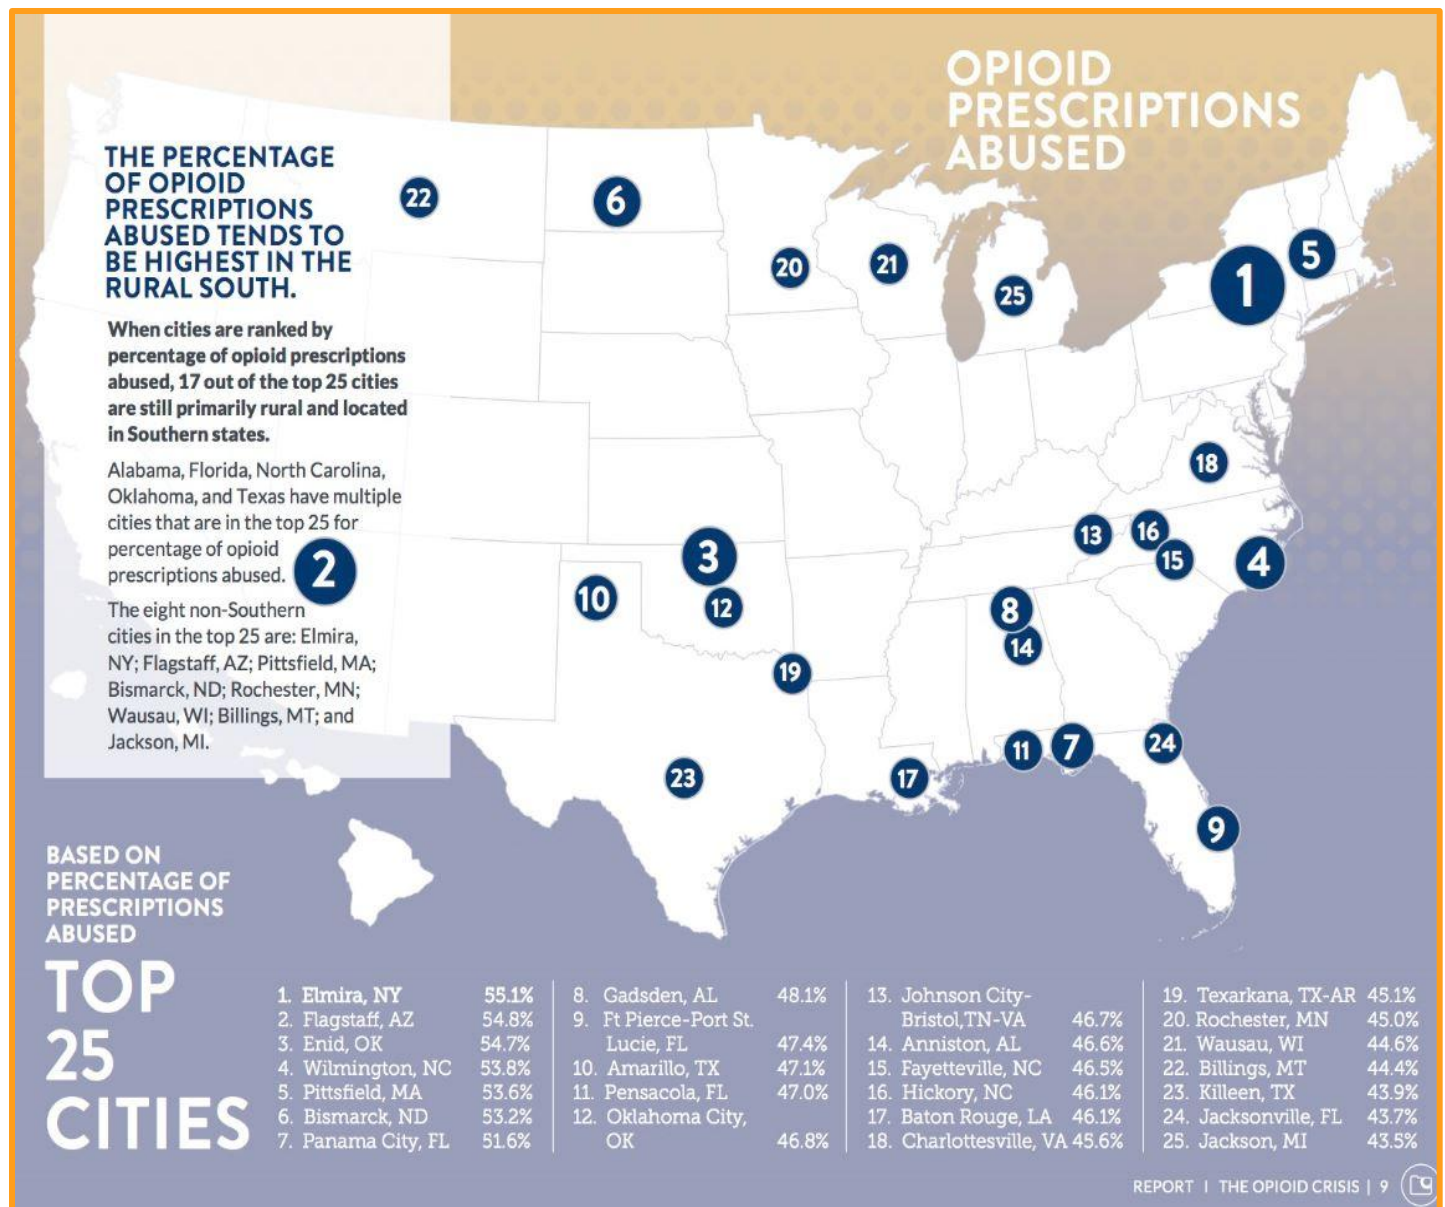 OPIOID
PRESCRIPTIONS
ABUSED
THE PERCENTAGE
OF OPIOID
PRESCRIPTIONS
ABUSED TENDS TO
BE HIGHEST IN THE
RURAL SOUTH.
When cities are ranked by
percentage of opioid prescriptions
abused, 17 out of the top 25 cities
are still primarily rural and located
in Southern states.
Alabama, Florida, North Carolina,
Oklahoma, and Texas have multiple
cities that are in the top 25 for
percentage of opioid
prescriptions abused.
The eight non-Southern
cities in the top 25 are: Elmira,
NY; Flagstaff, AZ; Pittsfield, MA;
Bismarck, ND; Rochester, MN;
Wausau, WI; Billings, MT; and
Jackson, MI.
22
6
20
21
25
1
5
18
13
16
15
4
2
3
10
12
8
14
19
11
7
24
23
17
9
BASED ON
PERCENTAGE OF
PRESCRIPTIONS
ABUSED
TOP
25
CITIES
1. Elmira, NY 55.1%
2. Flagstaff, AZ 54.8%
3. Enid, OK 54.7%
4. Wilmington, NC 53.8%
5. Pittsfield, MA 53.6%
6. Bismarck, ND 53.2%
7. Panama City, FL 51.6%
8. Gadsden, AL 48.1%
9. Ft Pierce-Port St.
Lucie, FL 47.4%
10. Amarillo, TX 47.1%
11. Pensacola, FL 47.0%
12. Oklahoma City,
OK 46.8%
13. Johnson City-
Bristol,TN-VA 46.7%
14. Anniston, AL 46.6%
15. Fayetteville, NC 46.5%
16. Hickory, NC 46.1%
17. Baton Rouge, LA 46.1%
18. Charlottesville, VA 45.6%
19. Texarkana, TX-AR 45.1%
20. Rochester, MN 45.0%
21. Wausau, WI 44.6%
22. Billings, MT 44.4%
23. Killeen, TX 43.9%
24. Jacksonville, FL 43.7%
25. Jackson, MI 43.5%
REPORT | THE OPIOID CRISIS | 9